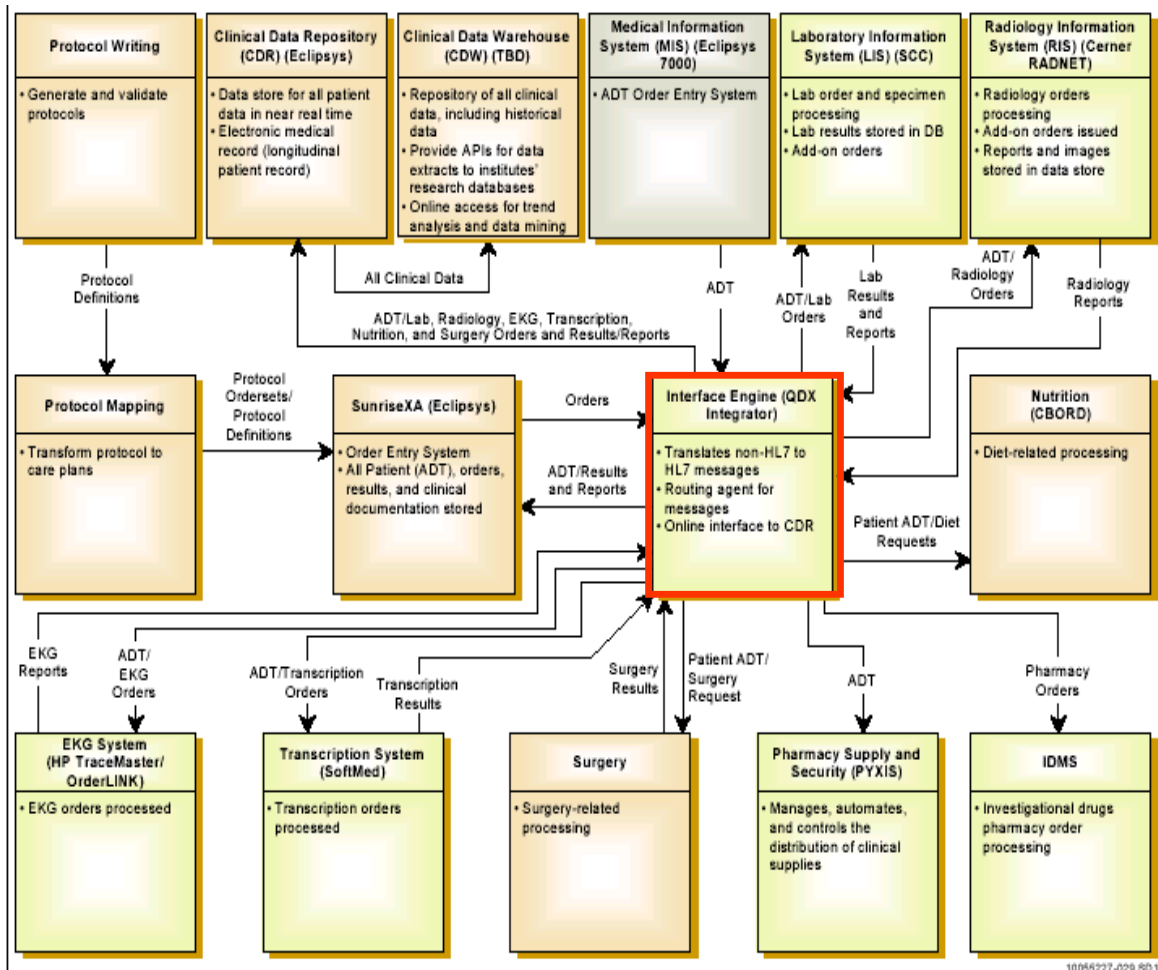 Protocol Writing
• Generate and validate
protocols
Clinical Data Repository
(CDR) (Eclipsys)
• Data store for all patient
data in near real time
• Electronic medical
record (longitudinal
patient record)
Clinical Data Warehouse
(CDW) (TBD)
• Repository of all clinical
data, including historical
data
• Provide APIs for data
extracts to institutes'
research databases
• Online access for trend
analysis and data mining
Medical Information
System (MIS) (Eclipsys
7000)
• ADT Order Entry System
Laboratory Information
System (LIS) (SCC)
• Lab order and specimen
processing
• Lab results stored in DB
• Add-on orders
Radiology Information
System (RIS) (Cerner
RADNET)
• Radiology orders
processing
• Add-on orders issued
• Reports and images
stored in data store
Protocol
Definitions
All Clinical Data
ADT/Lab, Radiology, EKG, Transcription,
Nutrition, and Surgery Orders and Results/Reports
ADT
ADT/Lab
Orders
Lab
Results
and
Reports
ADT/
Radiology
Orders
Radiology
Reports
Protocol Mapping
• Transform protocol to
care plans
Protocol
Ordersets/
Protocol
Definitions
SunriseXA (Eclipsys)
• Order Entry System
• All Patient (ADT), orders,
results, and clinical
documentation stored
Orders
ADT/Results
and Reports
Interface Engine (QDX
Integrator)
• Translates non-HL7 to
HL7 messages
• Routing agent for
messages
• Online interface to CDR
Patient ADT/Diet
Requests
Nutrition
(CBORD)
• Diet-related processing
EKG
Reports
ADT/
EKG
Orders
ADT/Transcription
Orders
Transcription
Results
Surgery
Results
Patient ADT/
Surgery
Request
ADT
Pharmacy
Orders
EKG System
(HP TraceMaster/
OrderLINK)
• EKG orders processed
Transcription System
(SoftMed)
• Transcription orders
processed
Surgery
• Surgery-related
processing
Pharmacy Supply and
Security (PYXIS)
• Manages, automates,
and controls the
distribution of clinical
supplies
IDMS
• Investigational drugs
pharmacy order
processing